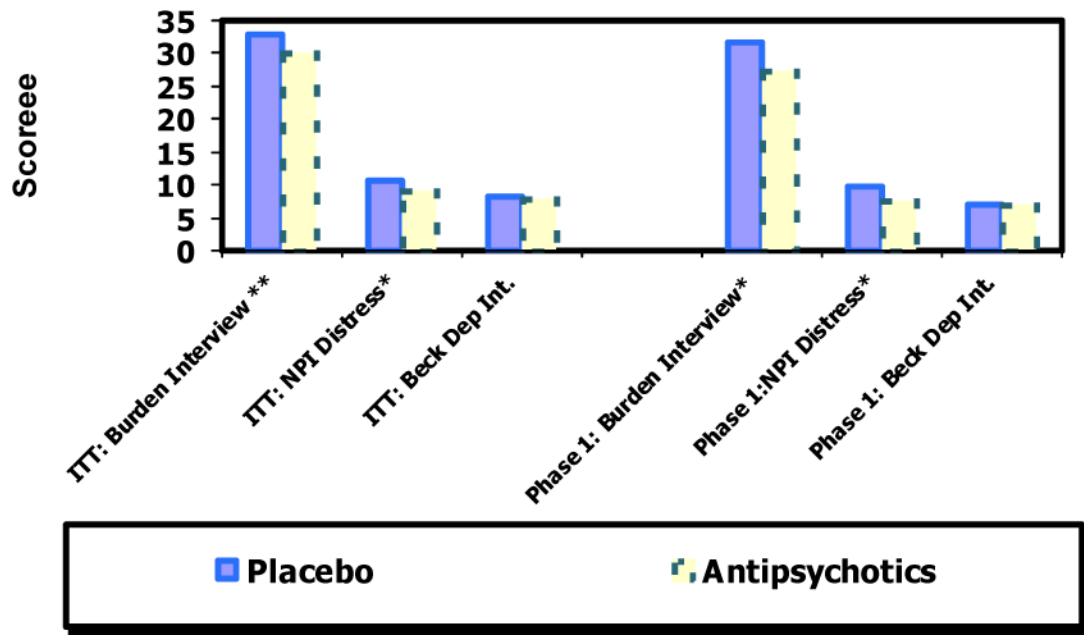 35
30
25
20
15
10
5
0
Scoreee
ITT: Burden Interview **
ITT: NPI Distress*
ITT: Beck Dep Int.
Phase 1: Burden Interview*
Phase 1:NPI Distress*
Phase 1: Beck Dep Int.
Placebo
Antipsychotics